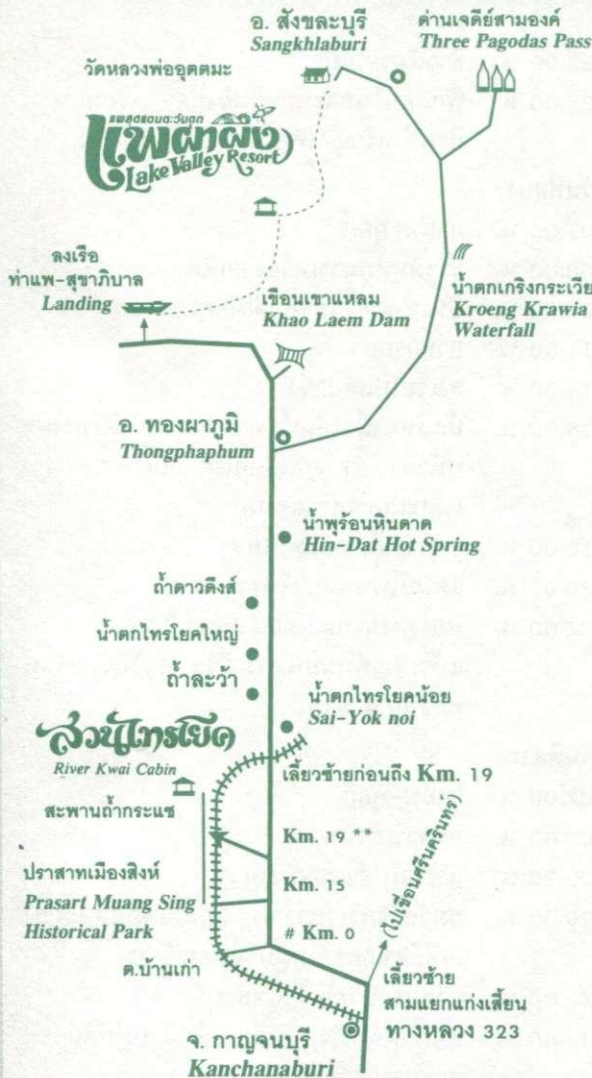 อ. สังขละบุรี
Sangkhlaburi
ด่านเจดีย์สามองค์
Three Pagodas Pass
วัดหลวงพ่ออุตตมะ
แพสุดแดนตะวันตก
แพผาผึ้ง
Lake Valley Resort
ลงเรือ
ท่าแพ-สุขาภิบาล
Landing
เขื่อนเขาแหลม
Khao Laem Dam
น้ำตกเกริงกระเวีย
Kroeng Krawia
Waterfall
อ. ทองผาภูมิ
Thongphaphum
น้ำพุร้อนหินดาด
Hin-Dat Hot Spring
ถ้ำดาวดึงส์
น้ำตกไทรโยคใหญ่
ถ้ำละว้า
น้ำตกไทรโยคน้อย
Sai-Yok noi
สวนไทรโยค
River Kwai Cabin
เลี้ยวซ้ายก่อนถึง Km. 19
สะพานถ้ำกระแซ
Km. 19 **
ปราสาทเมืองสิงห์
Prasart Muang Sing
Historical Park
Km. 15
(ไปเขื่อนศรีนครินทร์)
# Km. 0
ต.บ้านเก่า
เลี้ยวซ้าย
สามแยกแก่งเสี้ยน
ทางหลวง 323
จ. กาญจนบุรี
Kanchanaburi